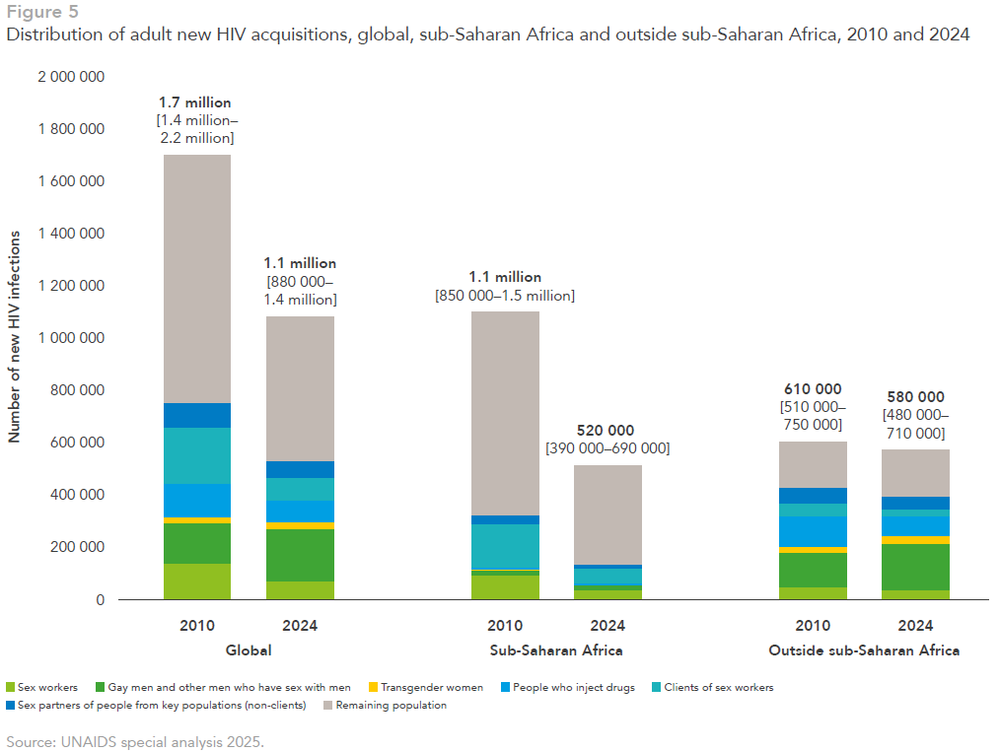 Figure 5
Distribution of adult new HIV acquisitions, global, sub-Saharan Africa and outside sub-Saharan Africa, 2010 and 2024
Number of new HIV infections
2 000 000
1 800 000
1 600 000
1 400 000
1 200 000
1 000 000
800 000
600 000
400 000
200 000
0
1.7 million
[1.4 million–
2.2 million]
1.1 million
[880 000–
1.4 million]
1.1 million
[850 000–1.5 million]
520 000
[390 000–690 000]
610 000
[510 000–
750 000]
580 000
[480 000–
710 000]
2010 2024 2010 2024 2010 2024
Global Sub-Saharan Africa Outside sub-Saharan Africa
Sex workers Gay men and other men who have sex with men Transgender women People who inject drugs Clients of sex workers
Sex partners of people from key populations (non-clients) Remaining population
Source: UNAIDS special analysis 2025.